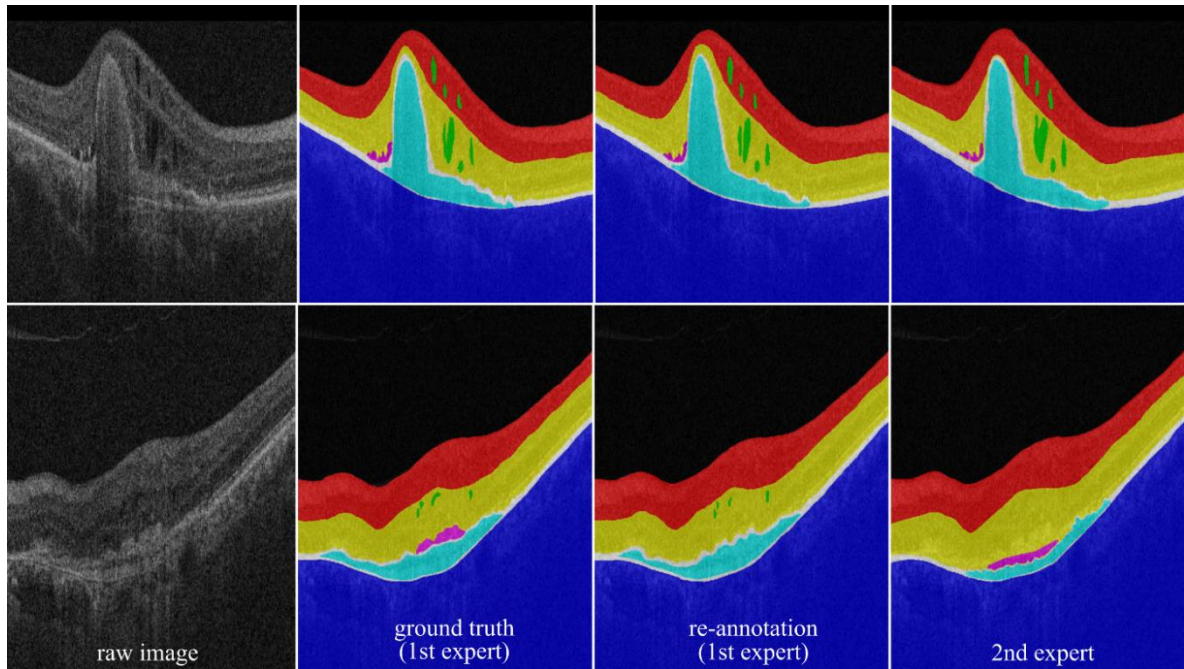 raw image
ground truth
(1st expert)
re-annotation
(1st expert)
2nd expert